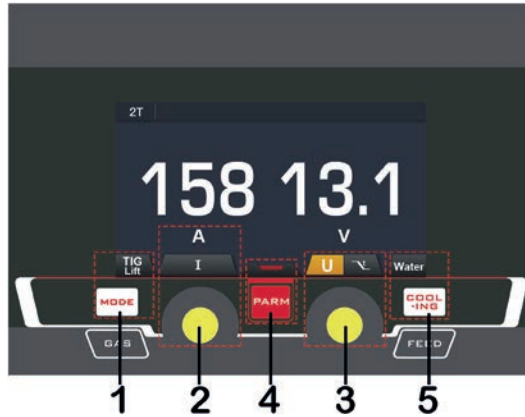 2T
158 13.1
A V
TIG
Lift
I
U
Water
MODE
PARM
COOL
-ING
GAS
FEED
1 2 4 3 5